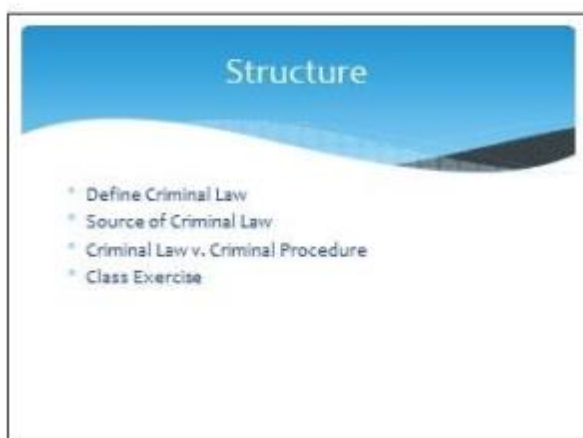 Structure
* Define Criminal Law
* Source of Criminal Law
* Criminal Law v. Criminal Procedure
* Class Exercise